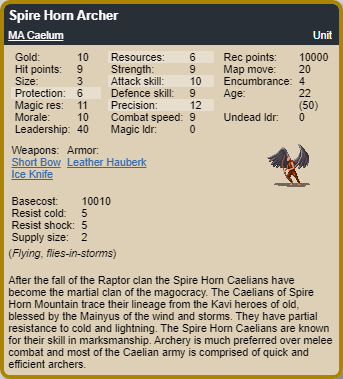 Spire Horn Archer
MA Caelum Unit
Gold: 10 Resources: 6 Rec points: 10000
Hit points: 9 Strength: 9 Map move: 20
Size: 3 Attack skill: 10 Encumbrance: 4
Protection: 6 Defence skill: 9 Age: 22
Magic res: 11 Precision: 12 (50)
Morale: 10 Combat speed: 9 Undead ldr: 0
Leadership: 40 Magic ldr: 0
Weapons: Armor:
Short Bow Leather Hauberk
Ice Knife
Basecost: 10010
Resist cold: 5
Resist shock: 5
Supply size: 2
(Flying, flies-in-storms)
After the fall of the Raptor clan the Spire Horn Caelians have
become the martial clan of the magocracy. The Caelians of Spire
Horn Mountain trace their lineage from the Kavi heroes of old,
blessed by the Mainyus of the wind and storms. They have partial
resistance to cold and lightning. The Spire Horn Caelians are known
for their skill in marksmanship. Archery is much preferred over melee
combat and most of the Caelian army is comprised of quick and
efficient archers.